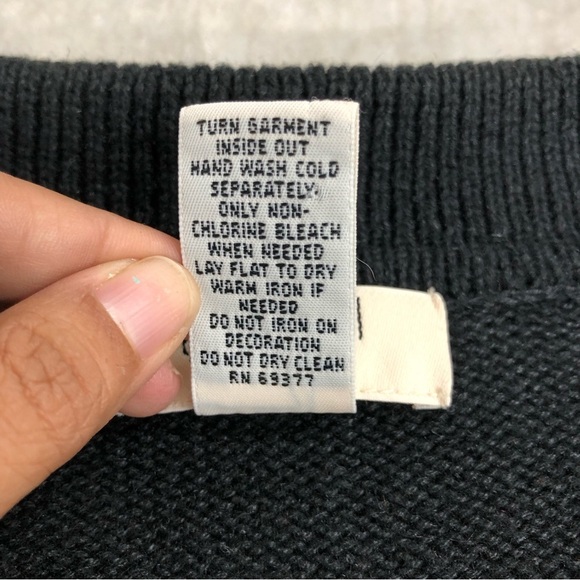 TURN GARMENT
INSIDE OUT
HAND WASH COLD
SEPARATELY.
ONLY NON-
CHLORINE BLEACH
WHEN NEEDED
LAY FLAT TO DRY
WARM IRON IF
NEEDED
DO NOT IRON ON
DECORATION
DO NOT DRY CLEAN
RN 69377